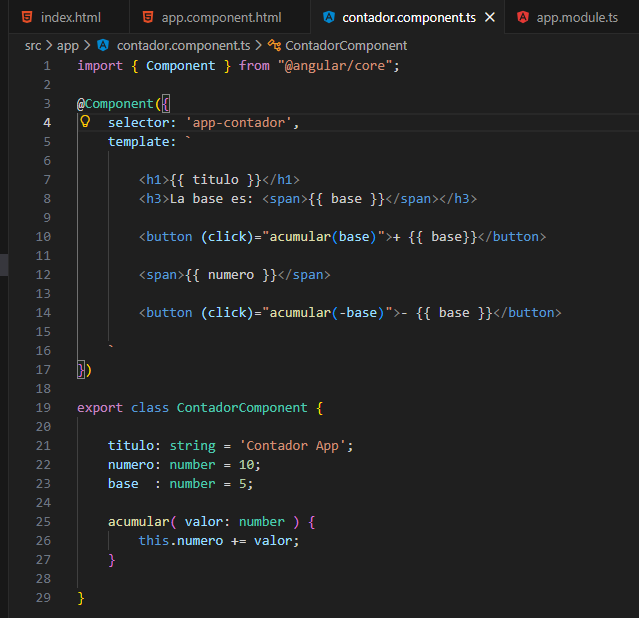 index.html app.component.html contador.component.ts app.module.ts
src > app > contador.component.ts > ContadorComponent
1 import { Component } from "@angular/core";
2
3 @Component({
4 selector: 'app-contador',
5 template: `
6
7 <h1>{{ titulo }}</h1>
8 <h3>La base es: <span>{{ base }}</span></h3>
9
10 <button (click)="acumular(base)">+ {{ base}}</button>
11
12 <span>{{ numero }}</span>
13
14 <button (click)="acumular(-base)">- {{ base }}</button>
15
16 `
17 })
18
19 export class ContadorComponent {
20
21 titulo: string = 'Contador App';
22 numero: number = 10;
23 base  : number = 5;
24
25 acumular( valor: number ) {
26 this.numero += valor;
27 }
28
29 }